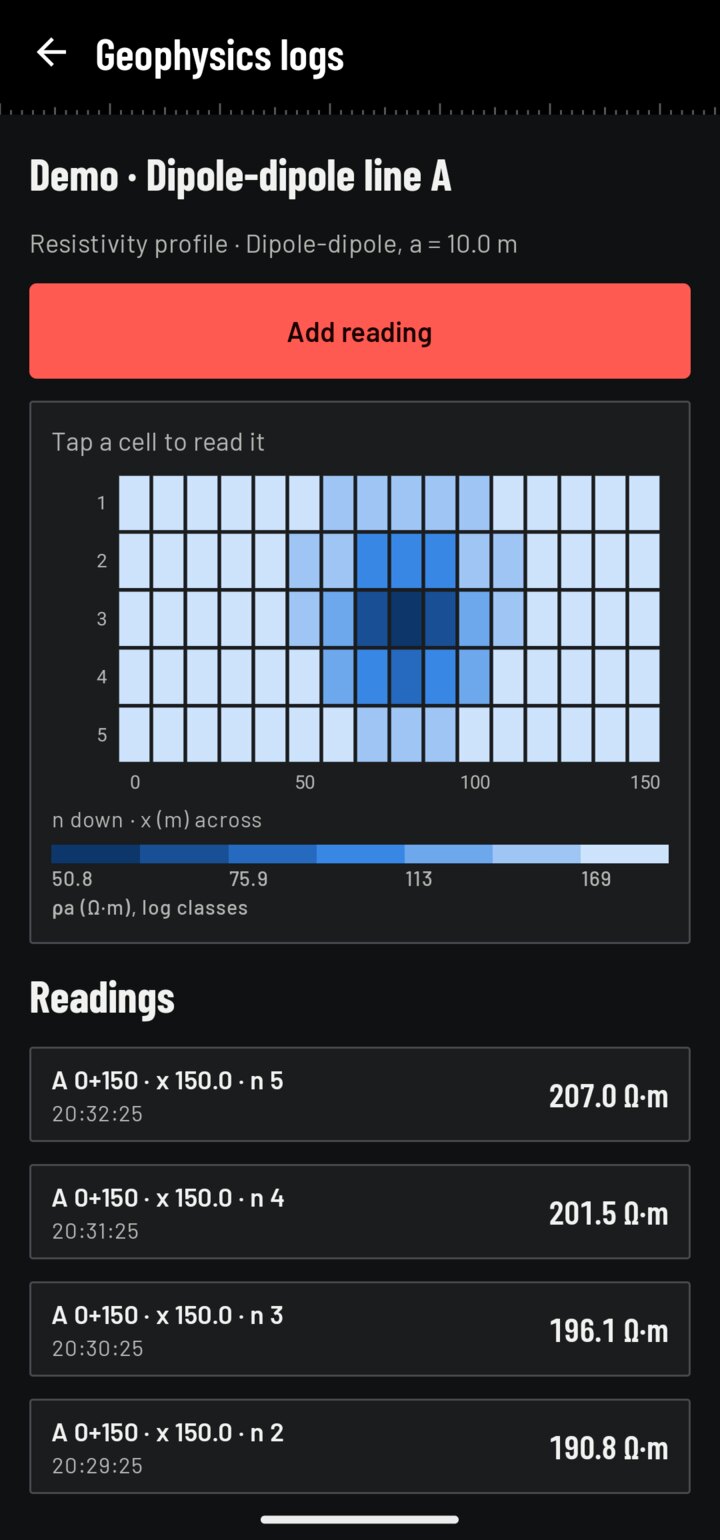 Geophysics logs
Demo · Dipole-dipole line A
Resistivity profile · Dipole-dipole, a = 10.0 m
Add reading
Tap a cell to read it
1
2
3
4
5
0 50 100 150
n down · x (m) across
50.8 75.9 113 169
ρa (Ω·m), log classes
Readings
A 0+150 · x 150.0 · n 5
207.0 Ω·m
20:32:25
A 0+150 · x 150.0 · n 4
201.5 Ω·m
20:31:25
A 0+150 · x 150.0 · n 3
196.1 Ω·m
20:30:25
A 0+150 · x 150.0 · n 2
190.8 Ω·m
20:29:25